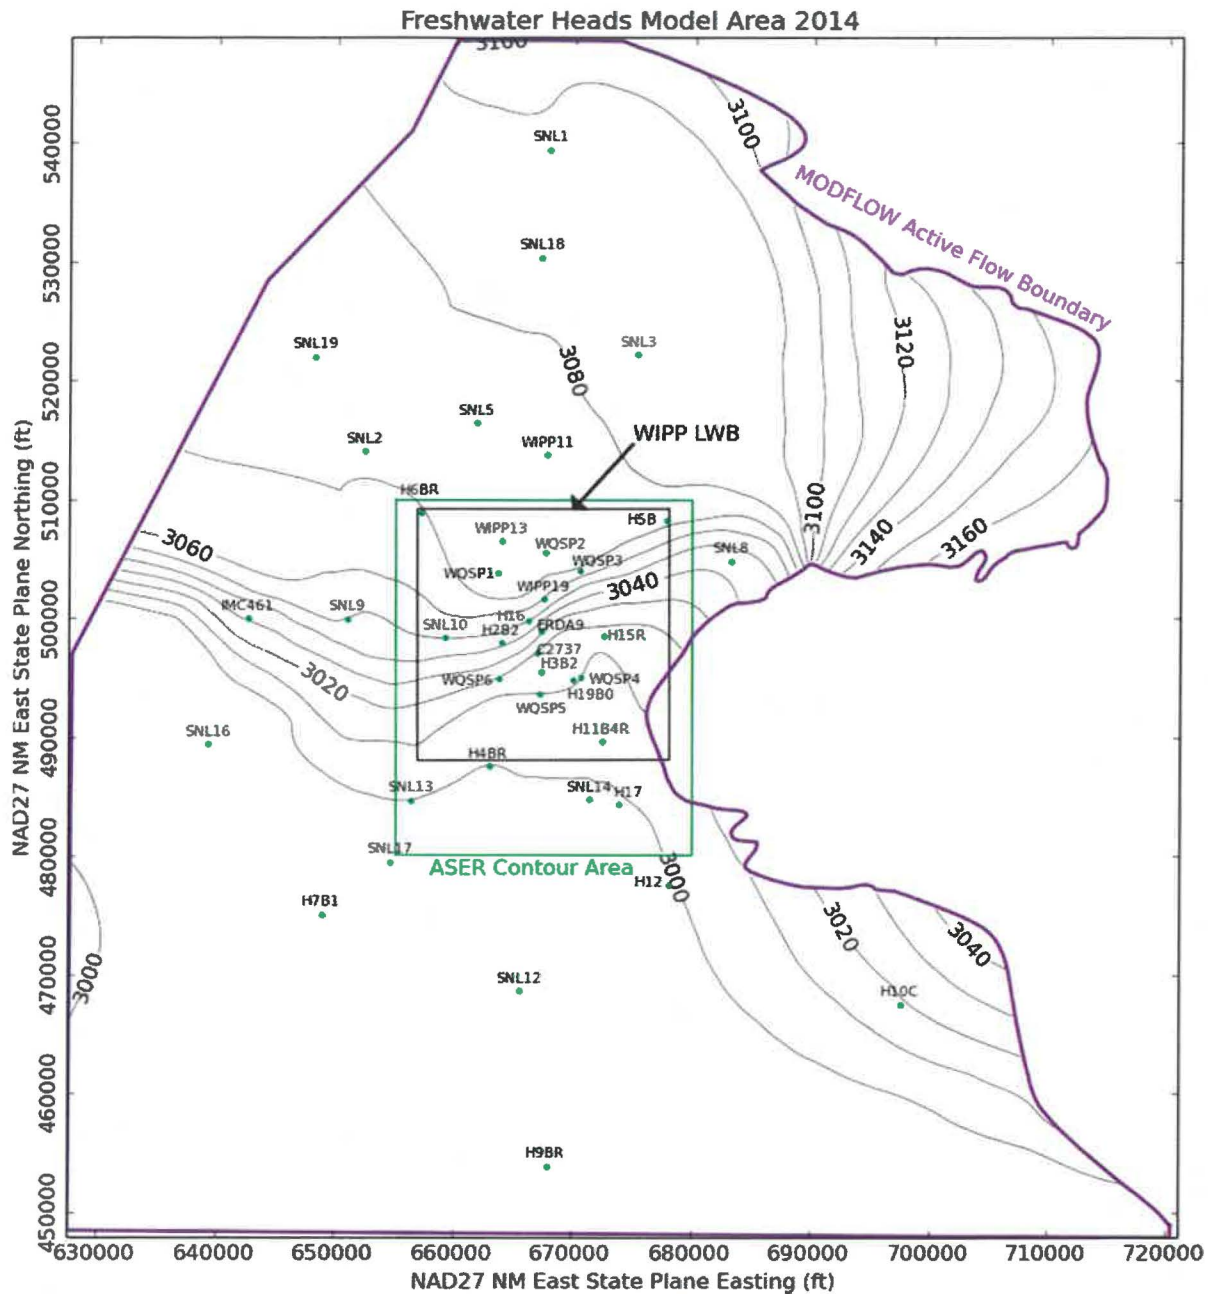 Freshwater Heads Model Area 2014
3100
SNL1
MODFLOW Active Flow Boundary
SNL18
3120
SNL19
SNL3
3080
SNL5
WIPP LWB
SNL2
WIPP11
H6BR
3100
H5B
WIPP13
3140
3160
3060
WQSP2
SNL8
WQSP3
WQSP1
WIPP19
3040
IMC461
SNL9
H16
SNL10
ERDA9
H2B2
H15R
C2737
H3B2
3020
WQSP6
WQSP4
H19B0
WQSP5
SNL16
H11B4R
H4BR
SNL13
SNL14
H17
SNL17
ASER Contour Area
3000
H12
H7B1
3020
3040
3000
SNL12
H10C
H9BR
540000
530000
520000
510000
500000
490000
480000
470000
460000
450000
NAD27 NM East State Plane Northing (ft)
630000 640000 650000 660000 670000 680000 690000 700000 710000 720000
NAD27 NM East State Plane Easting (ft)